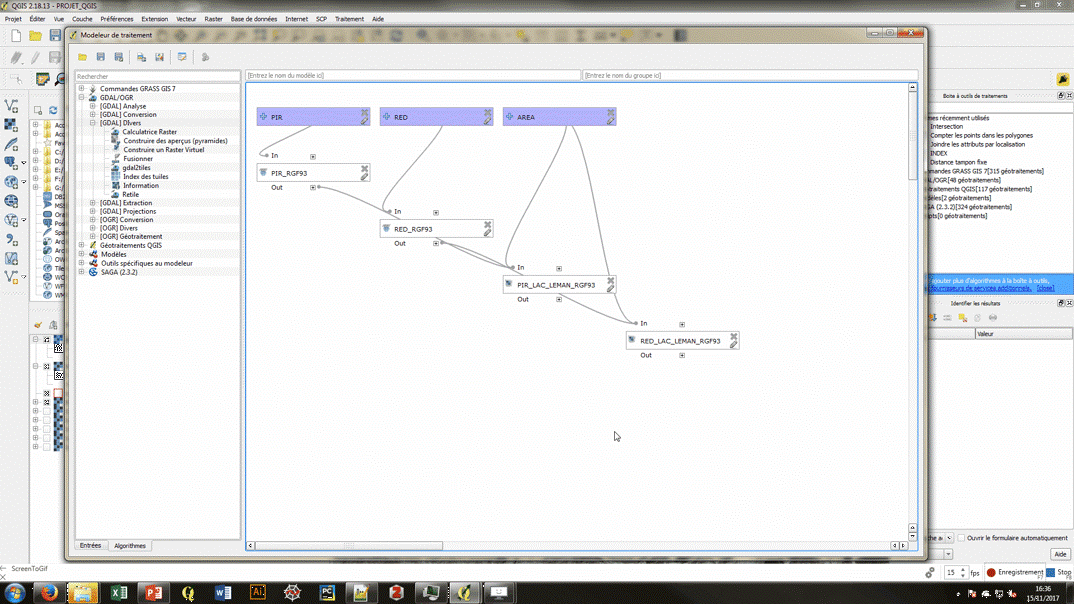 QGIS 2.18.13 - PROJET_QGIS
Projet Éditer Vue Couche Préférences Extension Vecteur Raster Base de données Internet SCP Traitement Aide
Modeleur de traitement
Rechercher
[Entrez le nom du modèle ici]
[Entrez le nom du groupe ici]
Commandes GRASS GIS 7
GDAL/OGR
[GDAL] Analyse
[GDAL] Conversion
[GDAL] DIvers
Calculatrice Raster
Construire des aperçus (pyramides)
Construire un Raster Virtuel
Fusionner
gdal2tiles
Index des tuiles
Information
Retile
[GDAL] Extraction
[GDAL] Projections
[OGR] Conversion
[OGR] Divers
[OGR] Géotraitement
Géotraitements QGIS
Modèles
Outils spécifiques au modeleur
SAGA (2.3.2)
Entrées
Algorithmes
PIR
RED
AREA
In
PIR_RGF93
Out
In
RED_RGF93
Out
In
PIR_LAC_LEMAN_RGF93
Out
In
RED_LAC_LEMAN_RGF93
Out
Boite à outils de traitements
récemment utilisés
Intersection
Compter les points dans les polygones
Joindre les attributs par localisation
INDEX
Distance tampon fixe
GRASS GIS 7 [315 géotraitements]
[48 géotraitements]
QGIS [117 géotraitements]
[2 géotraitements]
(2.3.2) [324 géotraitements]
[0 géotraitements]
ajouter plus d'algorithmes à la boîte à outils,
fournisseurs de services additionnels. [close]
Identifier les résultats
Valeur
Ouvrir le formulaire automatiquement
Aide
ScreenToGif
15 fps Enregistrement Stop
16:36
15/11/2017